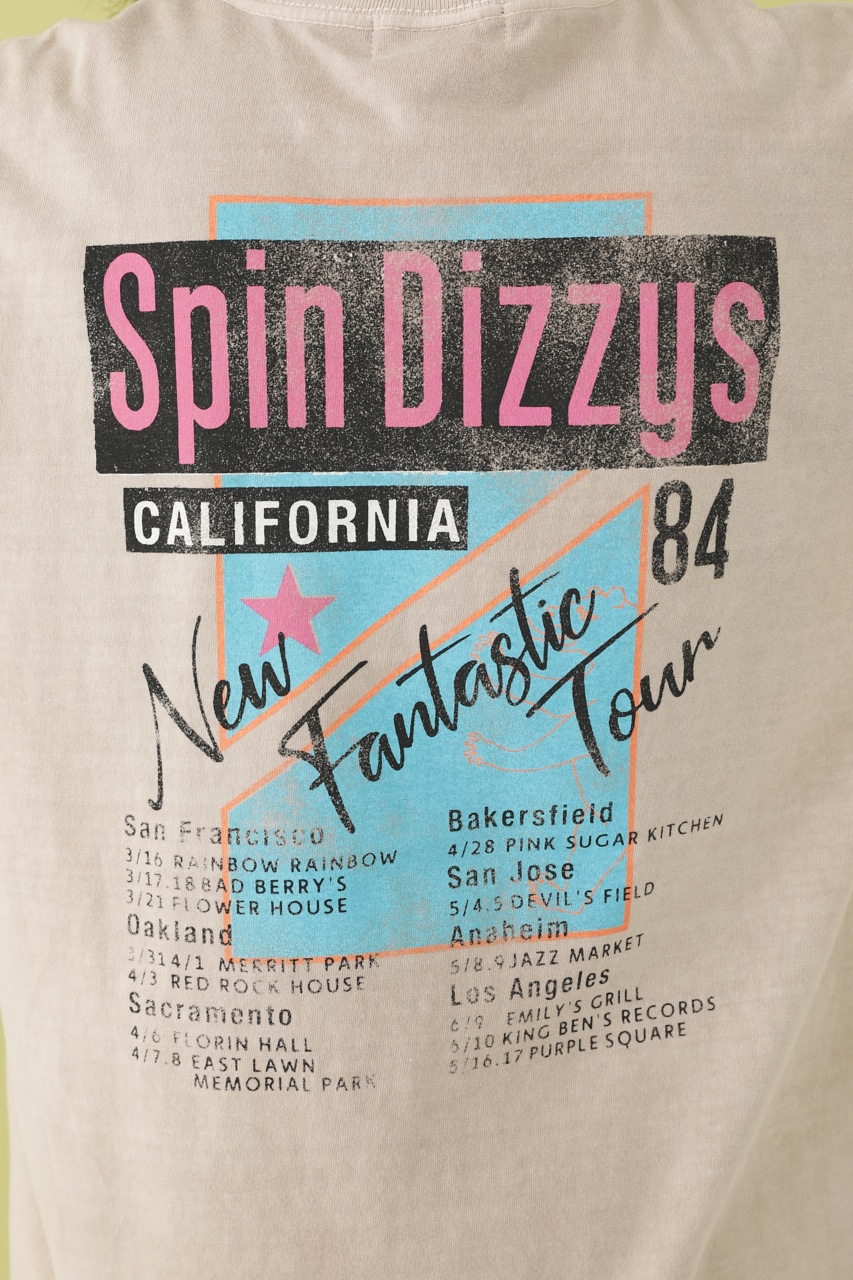 Spin Dizzys
CALIFORNIA
84
New Fantastic Tour
San Francisco
3/16 RAINBOW RAINBOW
3/17.18 BAD BERRY'S
3/21 FLOWER HOUSE
Oakland
3/31 4/1 MERRITT PARK
4/3 RED ROCK HOUSE
Sacramento
4/6 FLORIN HALL
4/7.8 EAST LAWN
MEMORIAL PARK
Bakersfield
4/28 PINK SUGAR KITCHEN
San Jose
5/4.5 DEVIL'S FIELD
Anaheim
5/8.9 JAZZ MARKET
Los Angeles
6/9 EMILY'S GRILL
KING BEN'S RECORDS
PURPLE SQUARE